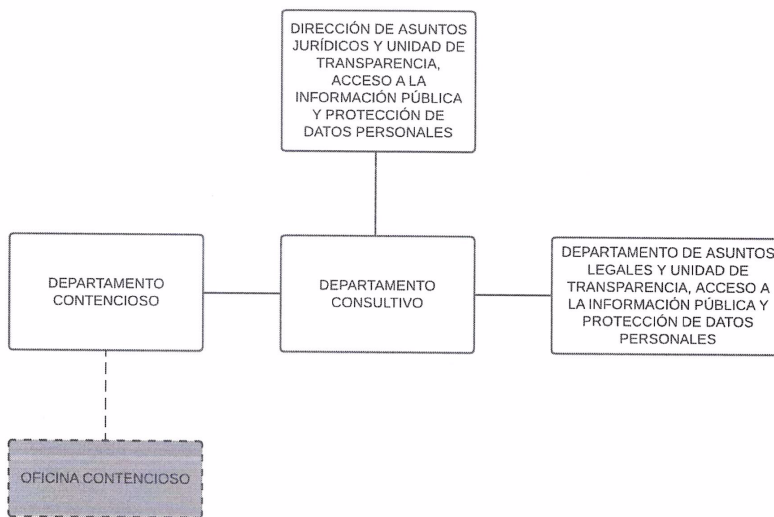 DIRECCIÓN DE ASUNTOS
JURÍDICOS Y UNIDAD DE
TRANSPARENCIA,
ACCESO A LA
INFORMACIÓN PÚBLICA
Y PROTECCIÓN DE
DATOS PERSONALES
DEPARTAMENTO
CONTENCIOSO
DEPARTAMENTO
CONSULTIVO
DEPARTAMENTO DE ASUNTOS
LEGALES Y UNIDAD DE
TRANSPARENCIA, ACCESO A
LA INFORMACIÓN PÚBLICA Y
PROTECCIÓN DE DATOS
PERSONALES
OFICINA CONTENCIOSO